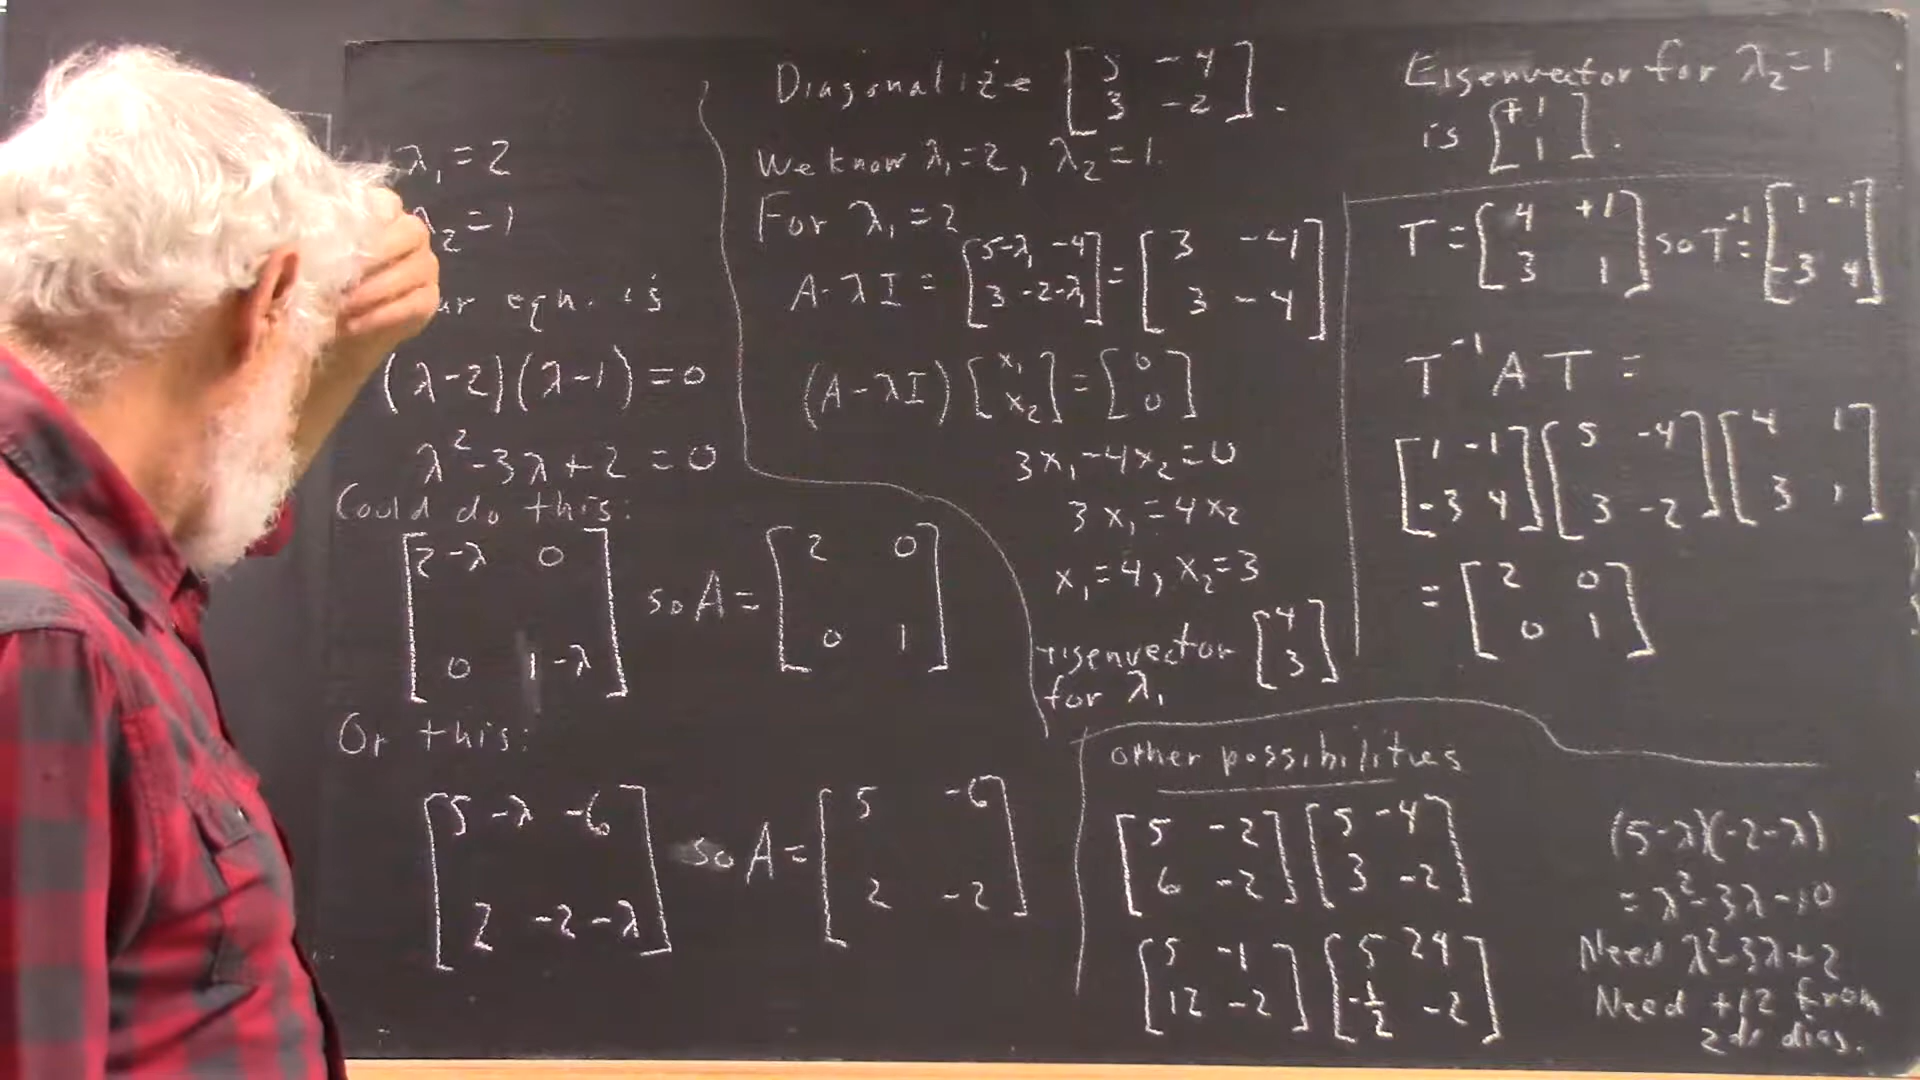 λ₁ = 2
λ₂ = 1
ur eqn. is
(λ-2)(λ-1) = 0
λ²-3λ+2 = 0
Could do this:
[2-λ 0
0 1-λ] so A = [2 0
0 1]
Or this:
[5-λ -6
2 -2-λ] so A = [5 -6
2 -2]
Diagonalize [5 -4
3 -2].
We know λ₁=2, λ₂=1.
For λ₁=2
A-λI = [5-λ -4
3 -2-λ] = [3 -4
3 -4]
(A-λI) [x₁
x₂] = [0
0]
3x₁-4x₂=0
3x₁=4x₂
x₁=4, x₂=3
eigenvector [4
3]
for λ₁
Eigenvector for λ₂=1
is [+1
1].
T = [4 +1
3 1] so T⁻¹= [1 -1
-3 4]
T⁻¹AT =
[1 -1
-3 4] [5 -4
3 -2] [4 1
3 1]
= [2 0
0 1]
other possibilities
[5 -2
6 -2] [5 -4
3 -2]
[5 -1
12 -2] [5 24
-1/2 -2]
(5-λ)(-2-λ)
= λ²-3λ-10
Need λ²-3λ+2
Need +12 from
2dr diag.